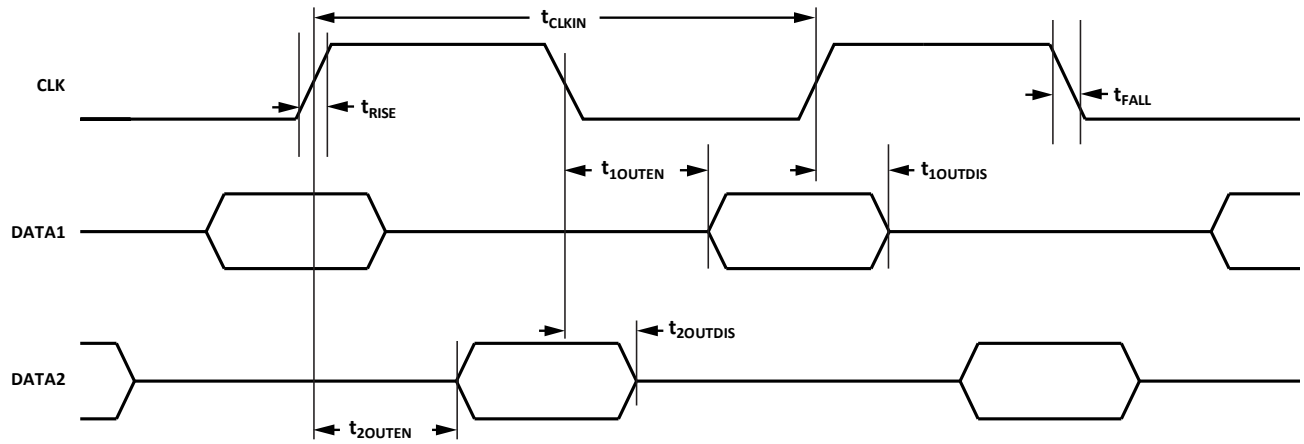 tCLKIN
CLK
tRISE
tFALL
t1OUTEN
t1OUTDIS
DATA1
t2OUTDIS
DATA2
t2OUTEN